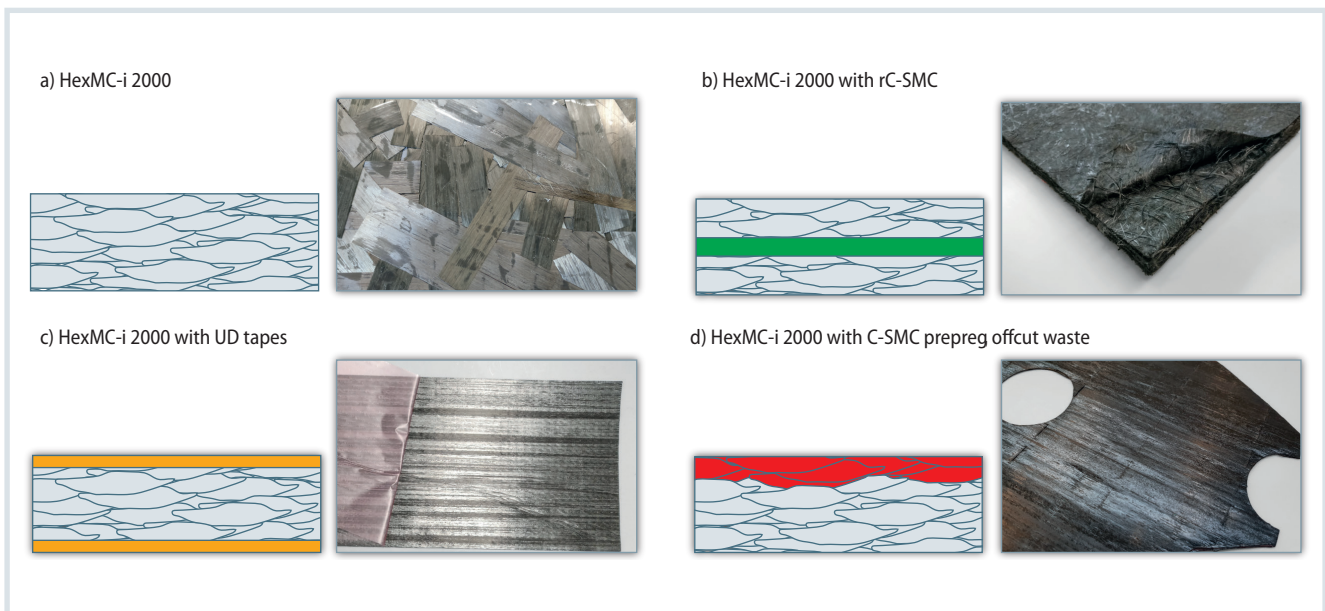 a) HexMC-i 2000
b) HexMC-i 2000 with rC-SMC
c) HexMC-i 2000 with UD tapes
d) HexMC-i 2000 with C-SMC prepreg offcut waste